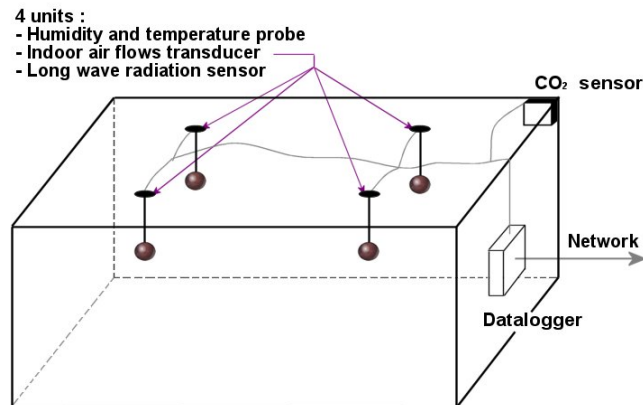 4 units :
- Humidity and temperature probe
- Indoor air flows transducer
- Long wave radiation sensor
CO₂ sensor
Network
Datalogger